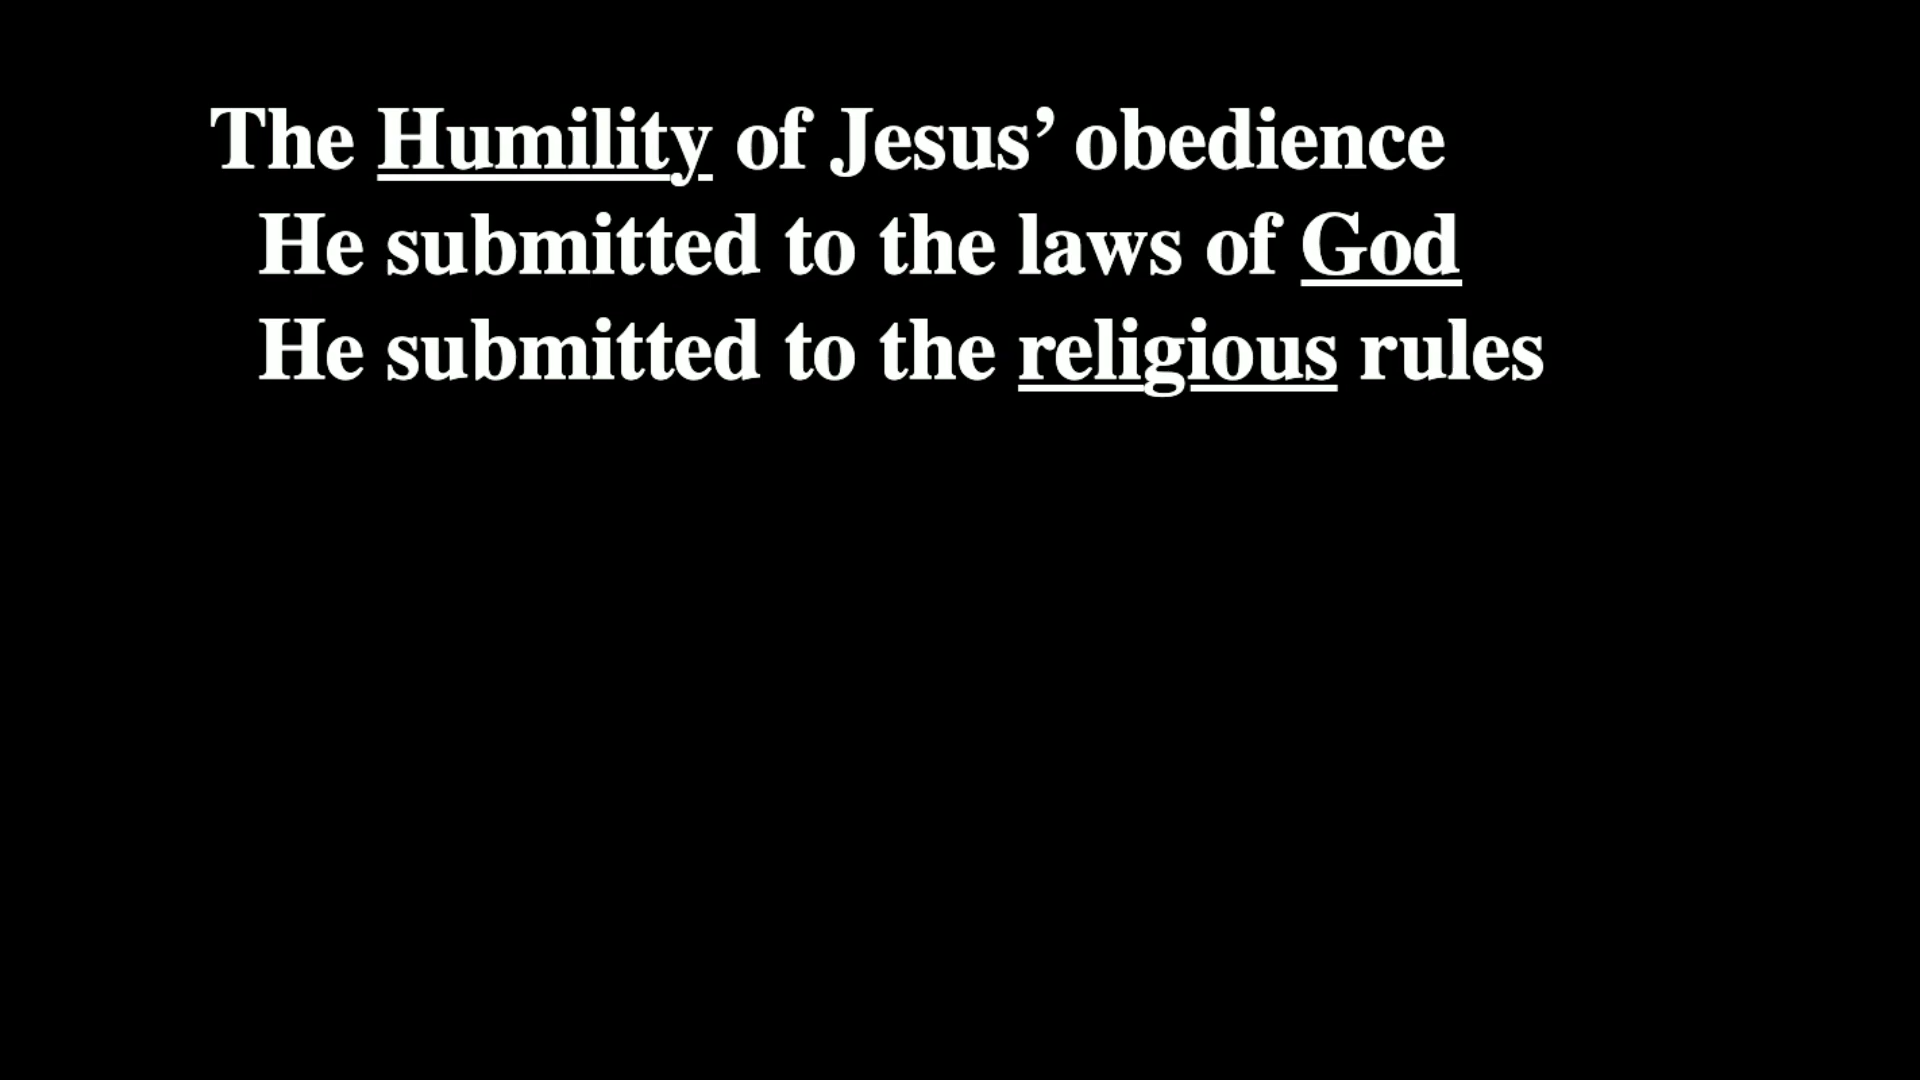 The Humility of Jesus’ obedience
He submitted to the laws of God
He submitted to the religious rules